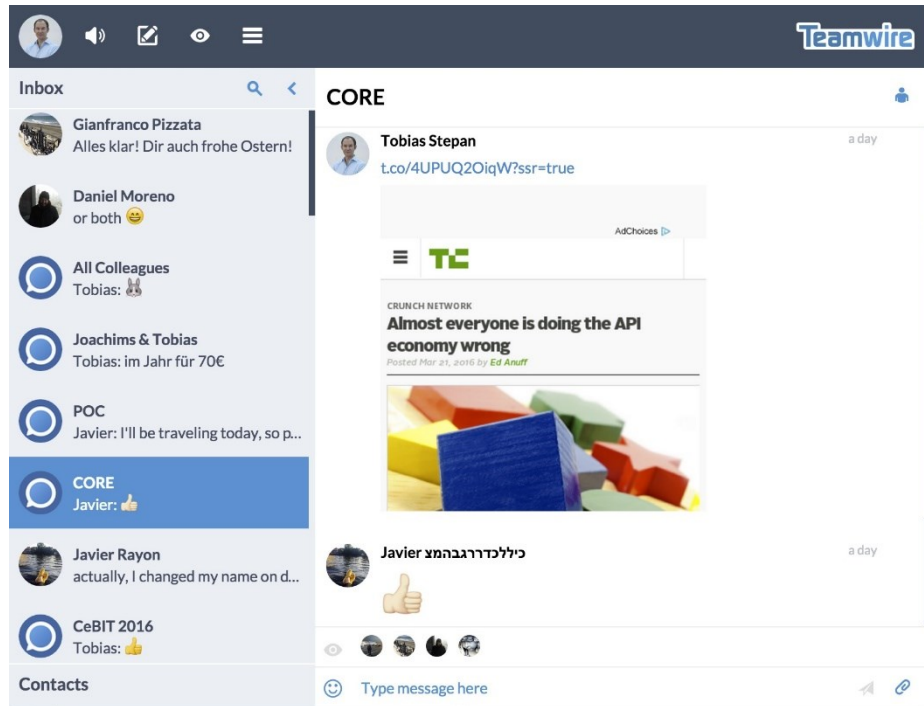 Teamwire
Inbox
Gianfranco Pizzata
Alles klar! Dir auch frohe Ostern!
Daniel Moreno
or both 😄
All Colleagues
Tobias: 🐰
Joachims & Tobias
Tobias: im Jahr für 70€
POC
Javier: I'll be traveling today, so p...
CORE
Javier: 👍
Javier Rayon
actually, I changed my name on d...
CeBIT 2016
Tobias: 👍
Contacts
CORE
Tobias Stepan
a day
t.co/4UPUQ2OiqW?ssr=true
AdChoices
TC
CRUNCH NETWORK
Almost everyone is doing the API
economy wrong
Posted Mar 21, 2016 by Ed Anuff
Javier כיללכדררגבהמצ
a day
👍
Type message here